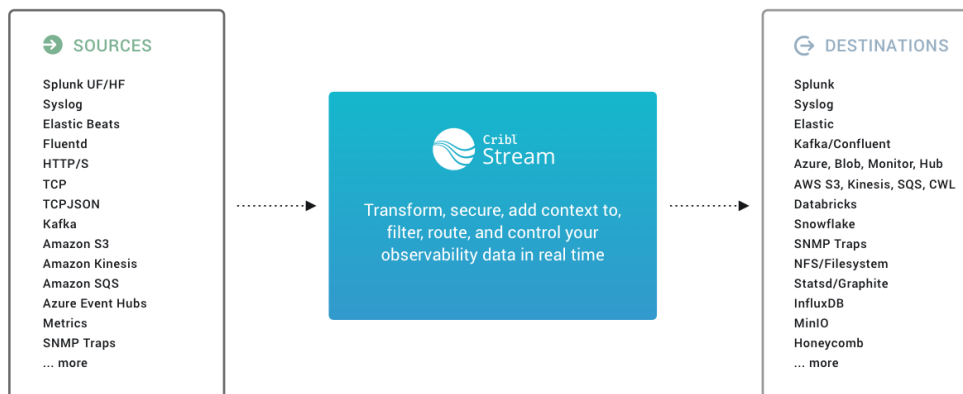 SOURCES
Splunk UF/HF
Syslog
Elastic Beats
Fluentd
HTTP/S
TCP
TCPJSON
Kafka
Amazon S3
Amazon Kinesis
Amazon SQS
Azure Event Hubs
Metrics
SNMP Traps
... more
Cribl
Stream
Transform, secure, add context to,
filter, route, and control your
observability data in real time
DESTINATIONS
Splunk
Syslog
Elastic
Kafka/Confluent
Azure, Blob, Monitor, Hub
AWS S3, Kinesis, SQS, CWL
Databricks
Snowflake
SNMP Traps
NFS/Filesystem
Statsd/Graphite
InfluxDB
MinIO
Honeycomb
... more